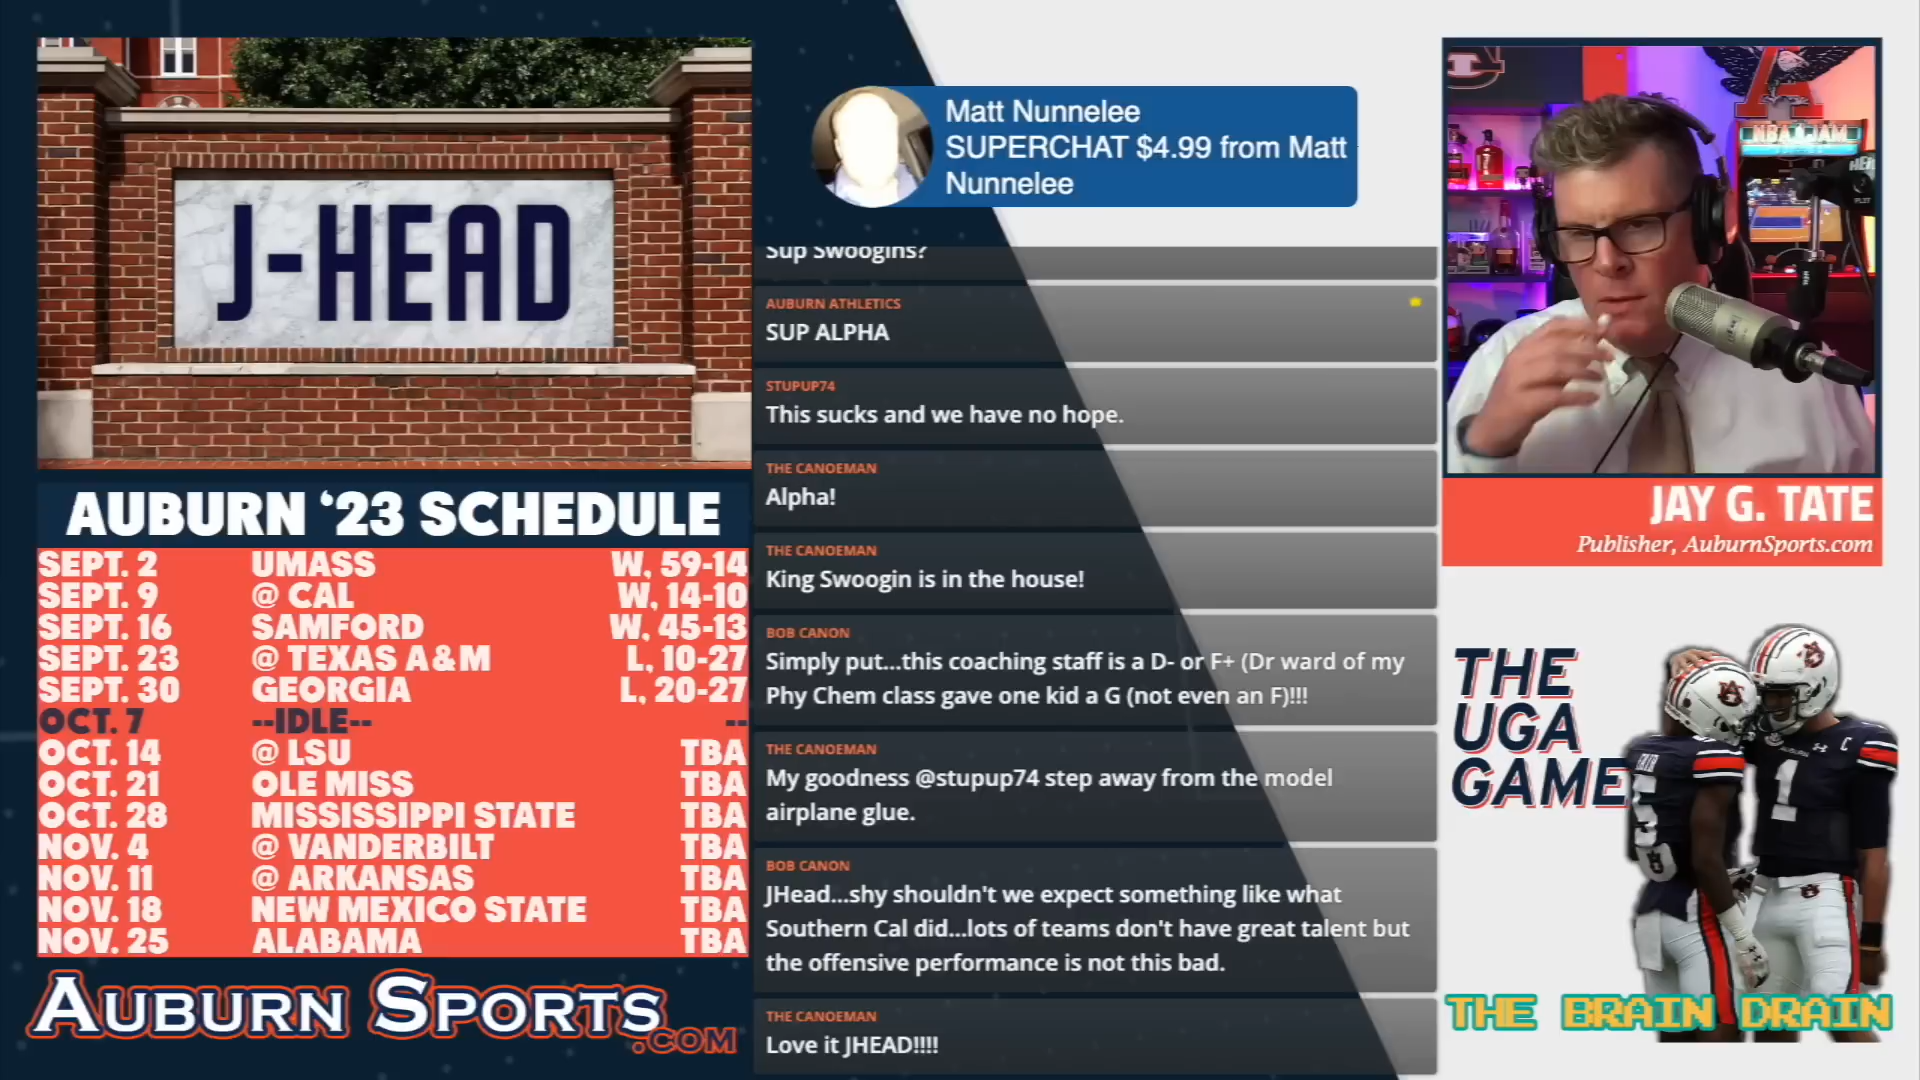 J-HEAD
AUBURN ‘23 SCHEDULE
SEPT. 2 UMASS W, 59-14
SEPT. 9 @ CAL W, 14-10
SEPT. 16 SAMFORD W, 45-13
SEPT. 23 @ TEXAS A&M L, 10-27
SEPT. 30 GEORGIA L, 20-27
OCT. 7 --IDLE-- --
OCT. 14 @ LSU TBA
OCT. 21 OLE MISS TBA
OCT. 28 MISSISSIPPI STATE TBA
NOV. 4 @ VANDERBILT TBA
NOV. 11 @ ARKANSAS TBA
NOV. 18 NEW MEXICO STATE TBA
NOV. 25 ALABAMA TBA
AUBURN SPORTS
.COM
Matt Nunnelee
SUPERCHAT $4.99 from Matt
Nunnelee
Sup Swoogins?
AUBURN ATHLETICS
SUP ALPHA
STUPUP74
This sucks and we have no hope.
THE CANOEMAN
Alpha!
THE CANOEMAN
King Swoogin is in the house!
BOB CANON
Simply put...this coaching staff is a D- or F+ (Dr ward of my
Phy Chem class gave one kid a G (not even an F)!!!
THE CANOEMAN
My goodness @stupup74 step away from the model
airplane glue.
BOB CANON
JHead...shy shouldn't we expect something like what
Southern Cal did...lots of teams don't have great talent but
the offensive performance is not this bad.
THE CANOEMAN
Love it JHEAD!!!!
NBA JAM
JAY G. TATE
Publisher, AuburnSports.com
THE
UGA
GAME
C
1
5
THE BRAIN DRAIN